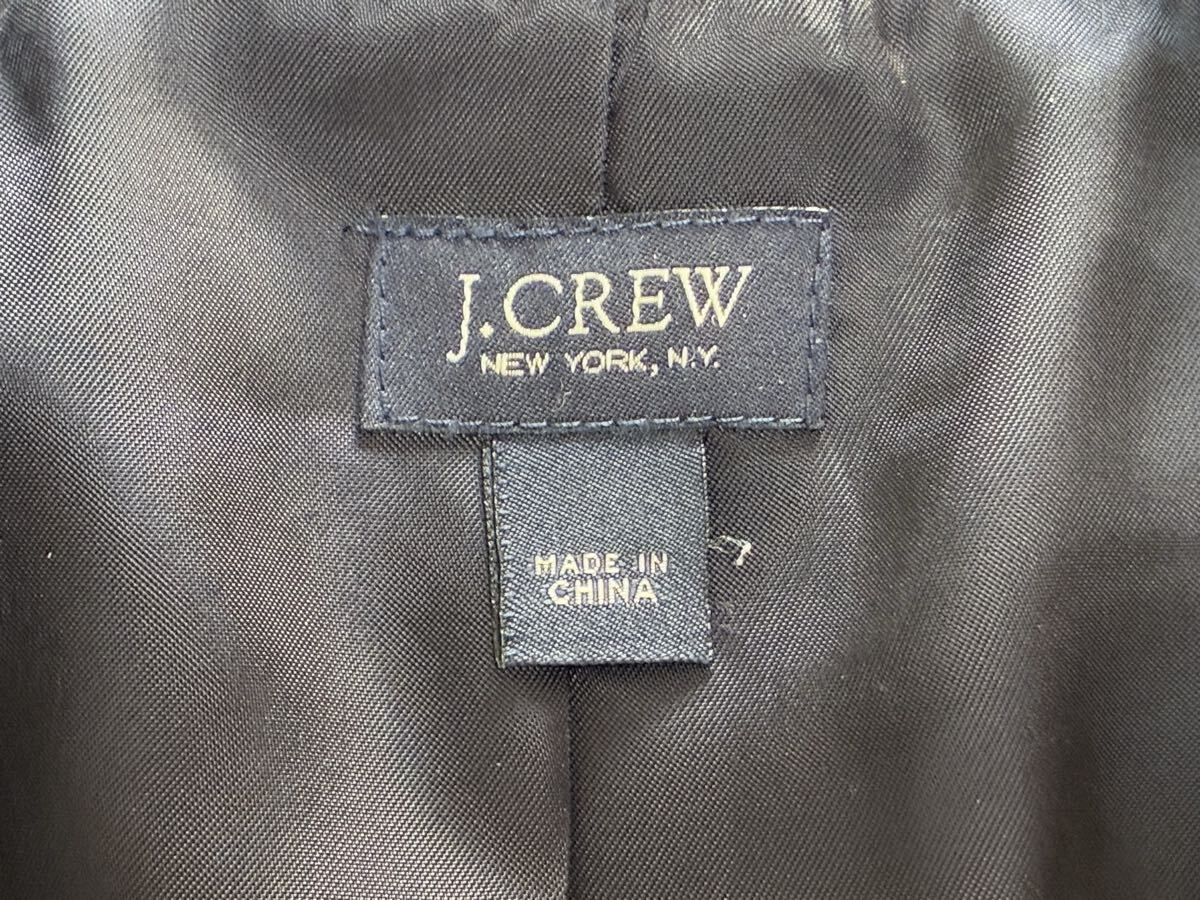 J.CREW
NEW YORK, N.Y.
MADE IN
CHINA